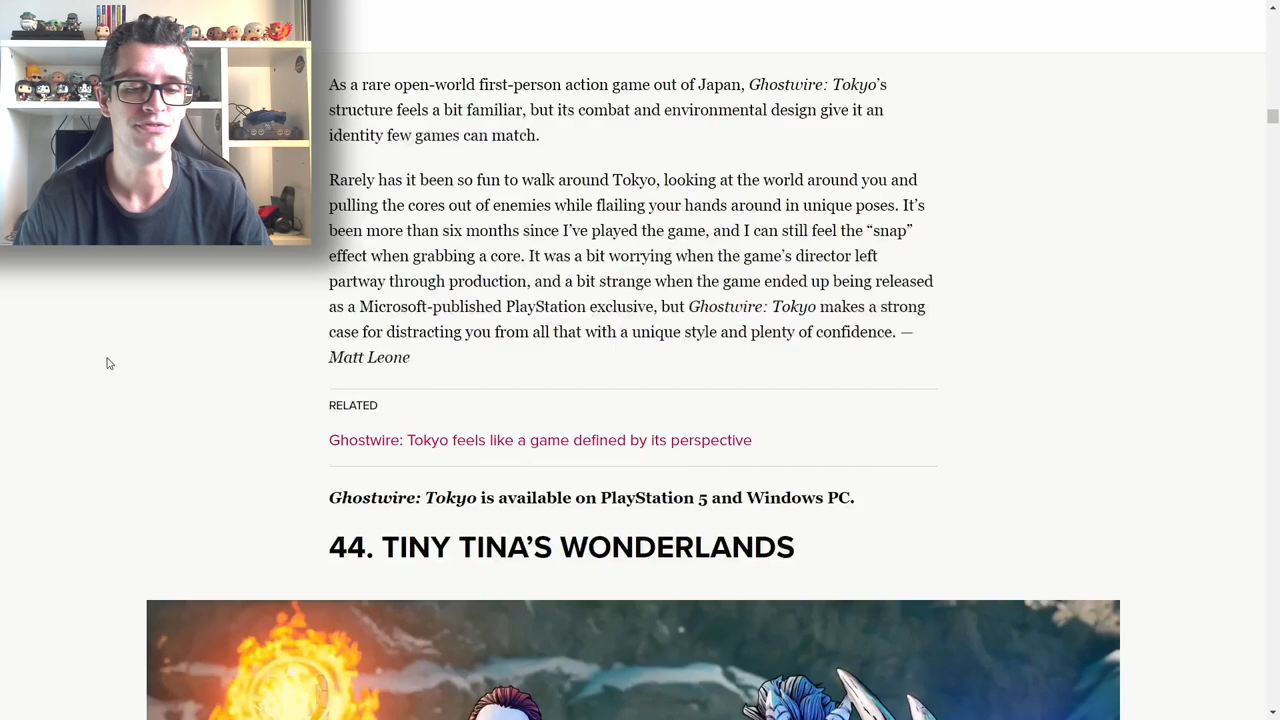 As a rare open-world first-person action game out of Japan, Ghostwire: Tokyo’s
structure feels a bit familiar, but its combat and environmental design give it an
identity few games can match.
Rarely has it been so fun to walk around Tokyo, looking at the world around you and
pulling the cores out of enemies while flailing your hands around in unique poses. It’s
been more than six months since I’ve played the game, and I can still feel the “snap”
effect when grabbing a core. It was a bit worrying when the game’s director left
partway through production, and a bit strange when the game ended up being released
as a Microsoft-published PlayStation exclusive, but Ghostwire: Tokyo makes a strong
case for distracting you from all that with a unique style and plenty of confidence. —
Matt Leone
RELATED
Ghostwire: Tokyo feels like a game defined by its perspective
Ghostwire: Tokyo is available on PlayStation 5 and Windows PC.
44. TINY TINA’S WONDERLANDS